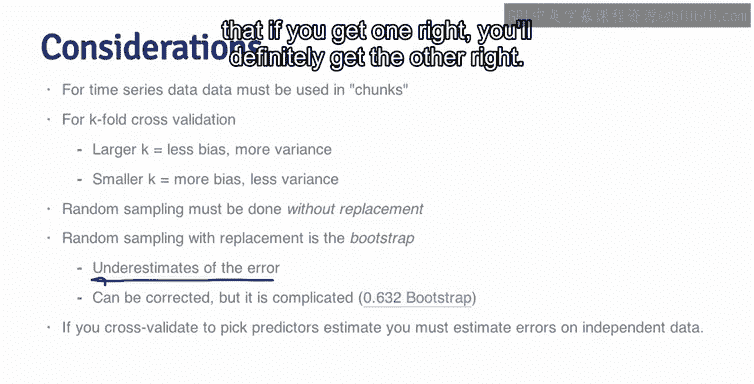 that if you get one right, you'll
definitely get the other right.
Considerations
· For time series data data must be used in "chunks"
· For k-fold cross validation
- Larger k = less bias, more variance
- Smaller k = more bias, less variance
· Random sampling must be done without replacement
· Random sampling with replacement is the bootstrap
- Underestimates of the error
- Can be corrected, but it is complicated (0.632 Bootstrap)
· If you cross-validate to pick predictors estimate you must estimate errors on independent data.